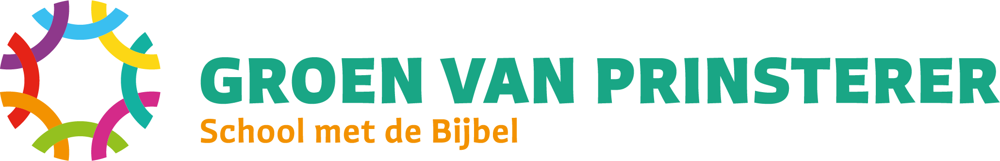 GROEN VAN PRINSTERER
School met de Bijbel